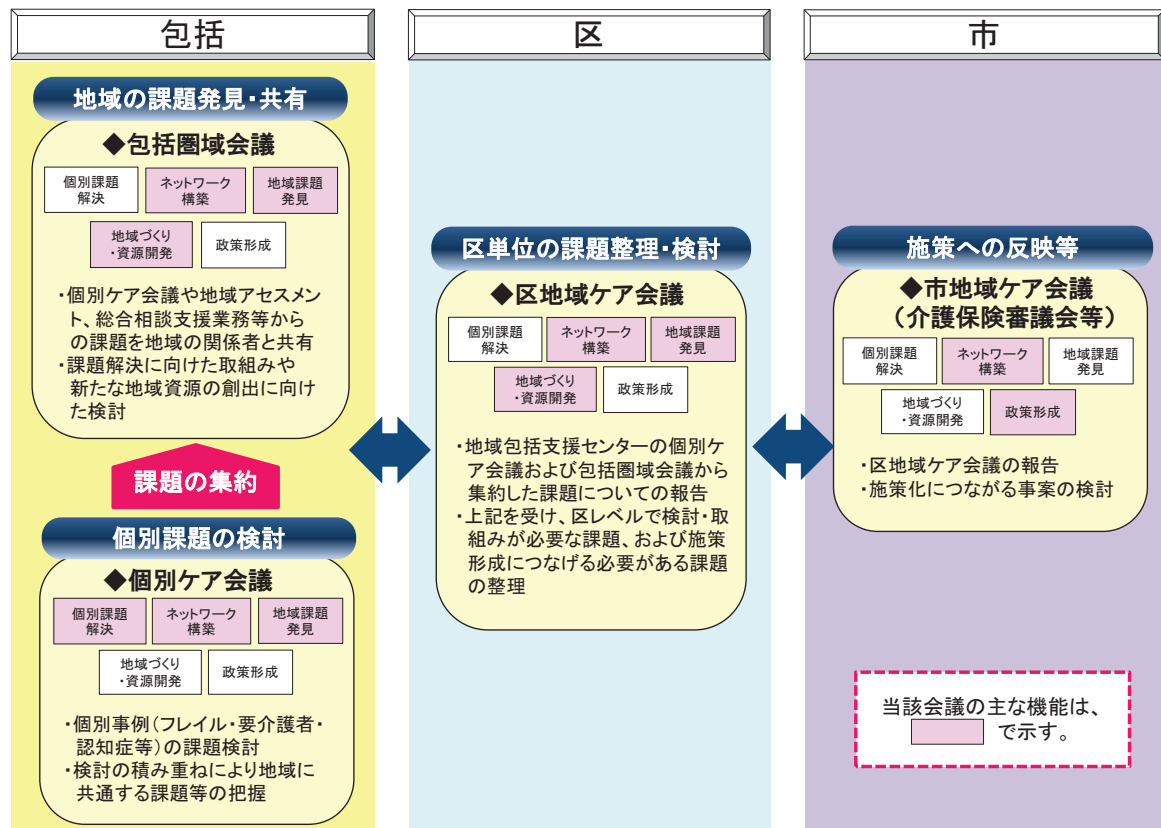 包括
地域の課題発見・共有
◆包括圏域会議
個別課題
解決
ネットワーク
構築
地域課題
発見
地域づくり
・資源開発
政策形成
・個別ケア会議や地域アセスメン
ト、総合相談支援業務等から
の課題を地域の関係者と共有
・課題解決に向けた取組みや
新たな地域資源の創出に向け
た検討
課題の集約
個別課題の検討
◆個別ケア会議
個別課題
解決
ネットワーク
構築
地域課題
発見
地域づくり
・資源開発
政策形成
・個別事例(フレイル・要介護者・
認知症等)の課題検討
・検討の積み重ねにより地域に
共通する課題等の把握
区
区単位の課題整理・検討
◆区地域ケア会議
個別課題
解決
ネットワーク
構築
地域課題
発見
地域づくり
・資源開発
政策形成
・地域包括支援センターの個別ケ
ア会議および包括圏域会議から
集約した課題についての報告
・上記を受け、区レベルで検討・取
組みが必要な課題、および施策
形成につなげる必要がある課題
の整理
市
施策への反映等
◆市地域ケア会議
(介護保険審議会等)
個別課題
解決
ネットワーク
構築
地域課題
発見
地域づくり
・資源開発
政策形成
・区地域ケア会議の報告
・施策化につながる事案の検討
当該会議の主な機能は、
で示す。